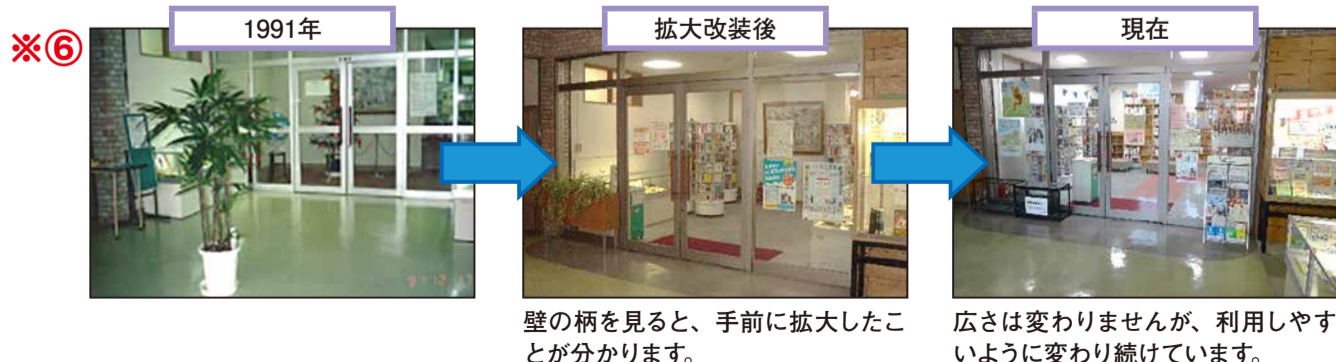 ※⑥
1991年
拡大改装後
現在
壁の柄を見ると、手前に拡大したこ
とが分かります。
広さは変わりませんが、利用しやす
いように変わり続けています。